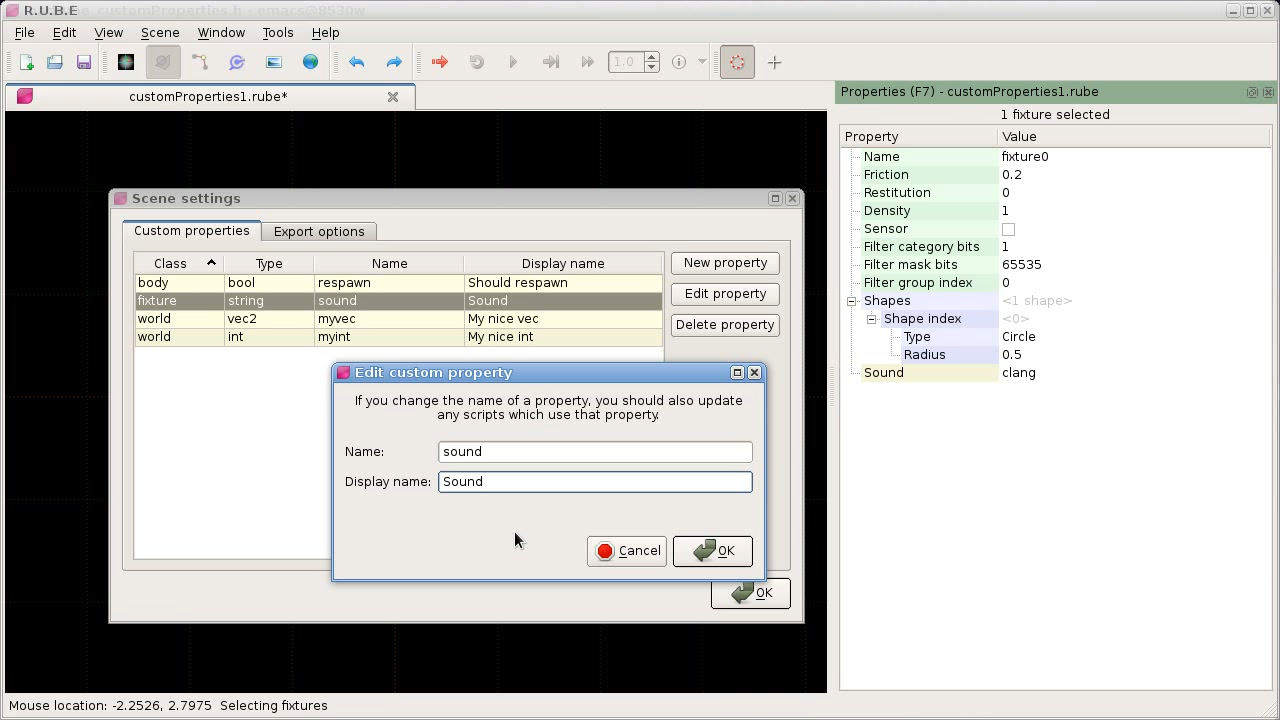 R.U.B.E
customProperties.h - emacs@8530w
File Edit View Scene Window Tools Help
1.0
customProperties1.rube*
Properties (F7) - customProperties1.rube
1 fixture selected
Property Value
Name fixture0
Friction 0.2
Restitution 0
Density 1
Sensor
Filter category bits 1
Filter mask bits 65535
Filter group index 0
Shapes <1 shape>
Shape index <0>
Type Circle
Radius 0.5
Sound clang
Scene settings
Custom properties Export options
Class Type Name Display name
body bool respawn Should respawn
fixture string sound Sound
world vec2 myvec My nice vec
world int myint My nice int
New property
Edit property
Delete property
Edit custom property
If you change the name of a property, you should also update
any scripts which use that property.
Name: sound
Display name: Sound
Cancel OK
OK
Mouse location: -2.2526, 2.7975 Selecting fixtures